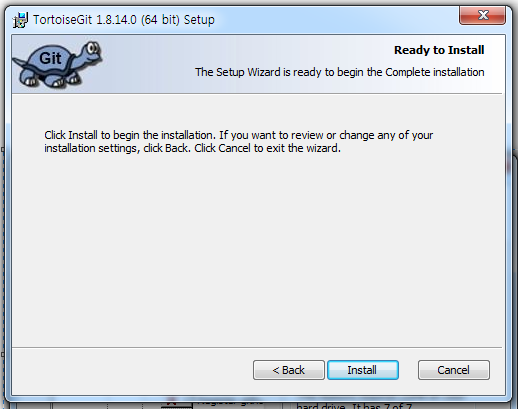 TortoiseGit 1.8.14.0 (64 bit) Setup
Git
Ready to Install
The Setup Wizard is ready to begin the Complete installation
Click Install to begin the installation. If you want to review or change any of your
installation settings, click Back. Click Cancel to exit the wizard.
< Back
Install
Cancel
hard drive. It has 7 of 7